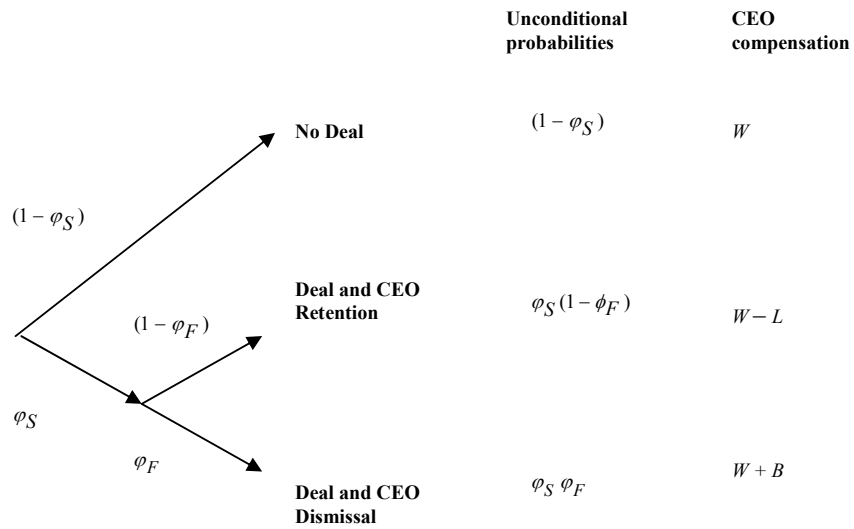 Unconditional probabilities
CEO compensation
No Deal
(1 − φ_S)
W
(1 − φ_S)
Deal and CEO
Retention
φ_S (1 − ϕ_F)
W − L
(1 − φ_F)
φ_S
φ_F
Deal and CEO
Dismissal
φ_S φ_F
W + B